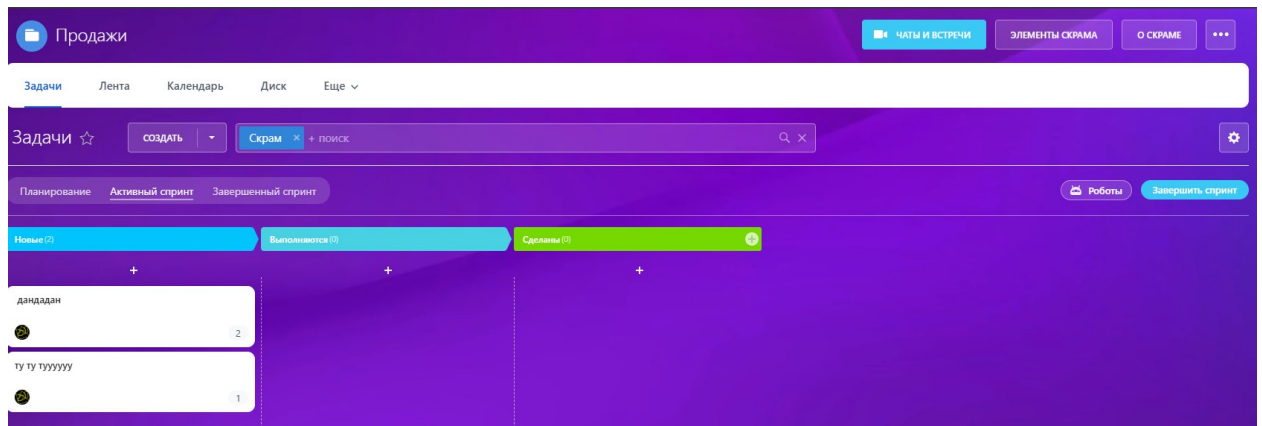 Продажи
ЧАТЫ И ВСТРЕЧИ
ЭЛЕМЕНТЫ СКРАМА
О СКРАМЕ
Задачи Лента Календарь Диск Еще
Задачи
СОЗДАТЬ
Скрам × + поиск
Планирование Активный спринт Завершенный спринт
Роботы
Завершить спринт
Новые (2)
Выполняются (0)
Сделаны (0)
+ + +
дандадан
2
ту ту тууууу
1